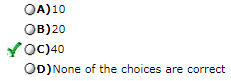 A)10
B)20
C)40
D)None of the choices are correct